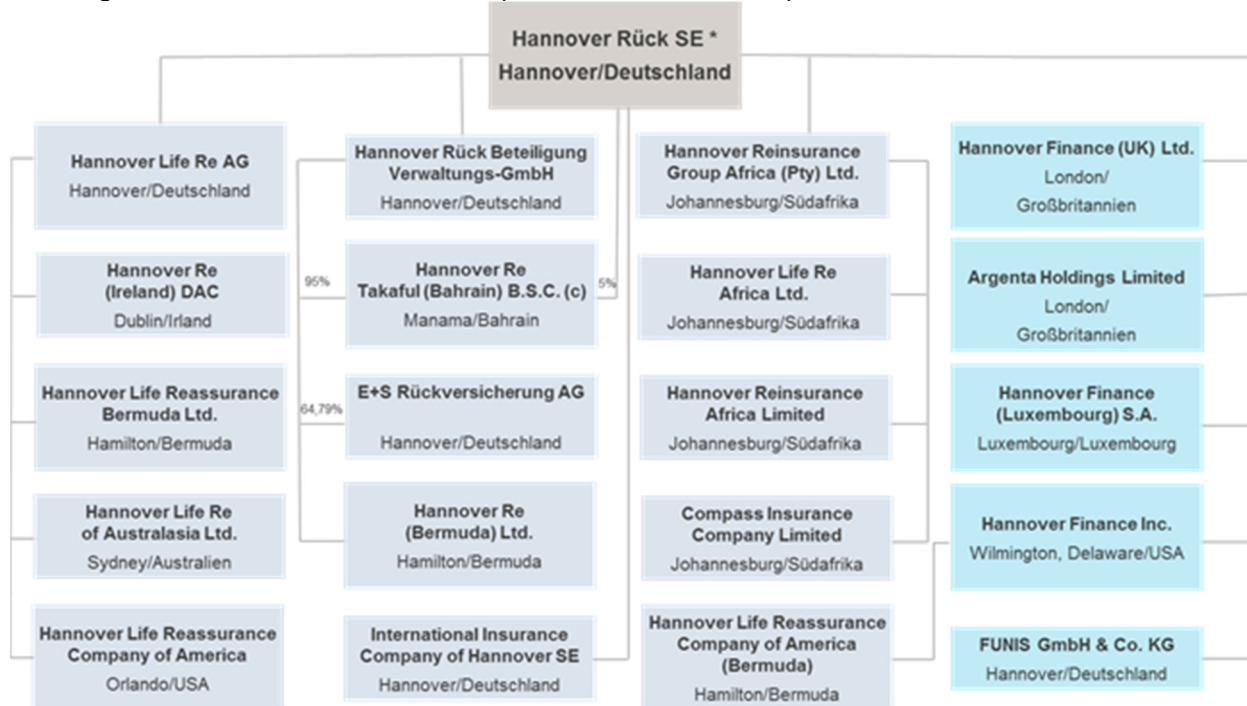 Hannover Rück SE *
Hannover/Deutschland
Hannover Life Re AG
Hannover/Deutschland
Hannover Re
(Ireland) DAC
Dublin/Irland
Hannover Life Reassurance
Bermuda Ltd.
Hamilton/Bermuda
Hannover Life Re
of Australasia Ltd.
Sydney/Australien
Hannover Life Reassurance
Company of America
Orlando/USA
Hannover Rück Beteiligung
Verwaltungs-GmbH
Hannover/Deutschland
95%
Hannover Re
Takaful (Bahrain) B.S.C. (c)
Manama/Bahrain
5%
64,79%
E+S Rückversicherung AG
Hannover/Deutschland
Hannover Re
(Bermuda) Ltd.
Hamilton/Bermuda
International Insurance
Company of Hannover SE
Hannover/Deutschland
Hannover Reinsurance
Group Africa (Pty) Ltd.
Johannesburg/Südafrika
Hannover Life Re
Africa Ltd.
Johannesburg/Südafrika
Hannover Reinsurance
Africa Limited
Johannesburg/Südafrika
Compass Insurance
Company Limited
Johannesburg/Südafrika
Hannover Life Reassurance
Company of America
(Bermuda)
Hamilton/Bermuda
Hannover Finance (UK) Ltd.
London/
Großbritannien
Argenta Holdings Limited
London/
Großbritannien
Hannover Finance
(Luxembourg) S.A.
Luxembourg/Luxembourg
Hannover Finance Inc.
Wilmington, Delaware/USA
FUNIS GmbH & Co. KG
Hannover/Deutschland